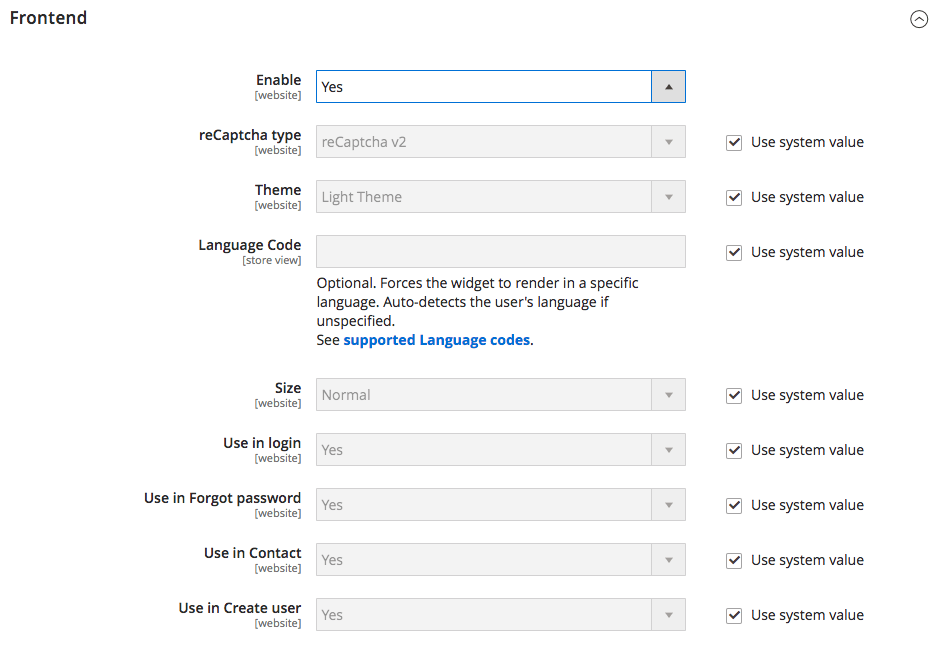 Frontend
Enable
[website]
Yes
reCaptcha type
[website]
reCaptcha v2
Use system value
Theme
[website]
Light Theme
Use system value
Language Code
[store view]
Use system value
Optional. Forces the widget to render in a specific
language. Auto-detects the user's language if
unspecified.
See supported Language codes.
Size
[website]
Normal
Use system value
Use in login
[website]
Yes
Use system value
Use in Forgot password
[website]
Yes
Use system value
Use in Contact
[website]
Yes
Use system value
Use in Create user
[website]
Yes
Use system value